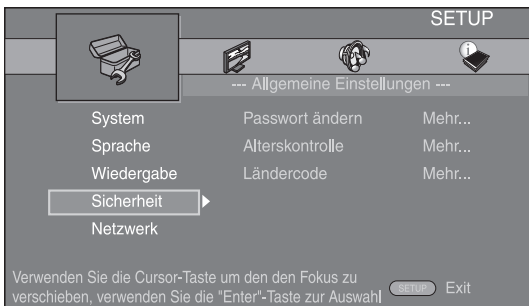 SETUP
--- Allgemeine Einstellungen ---
System
Passwort ändern Mehr...
Sprache
Alterskontrolle Mehr...
Wiedergabe
Ländercode Mehr...
Sicherheit
Netzwerk
Verwenden Sie die Cursor-Taste um den den Fokus zu
verschieben, verwenden Sie die "Enter"-Taste zur Auswahl
SETUP Exit